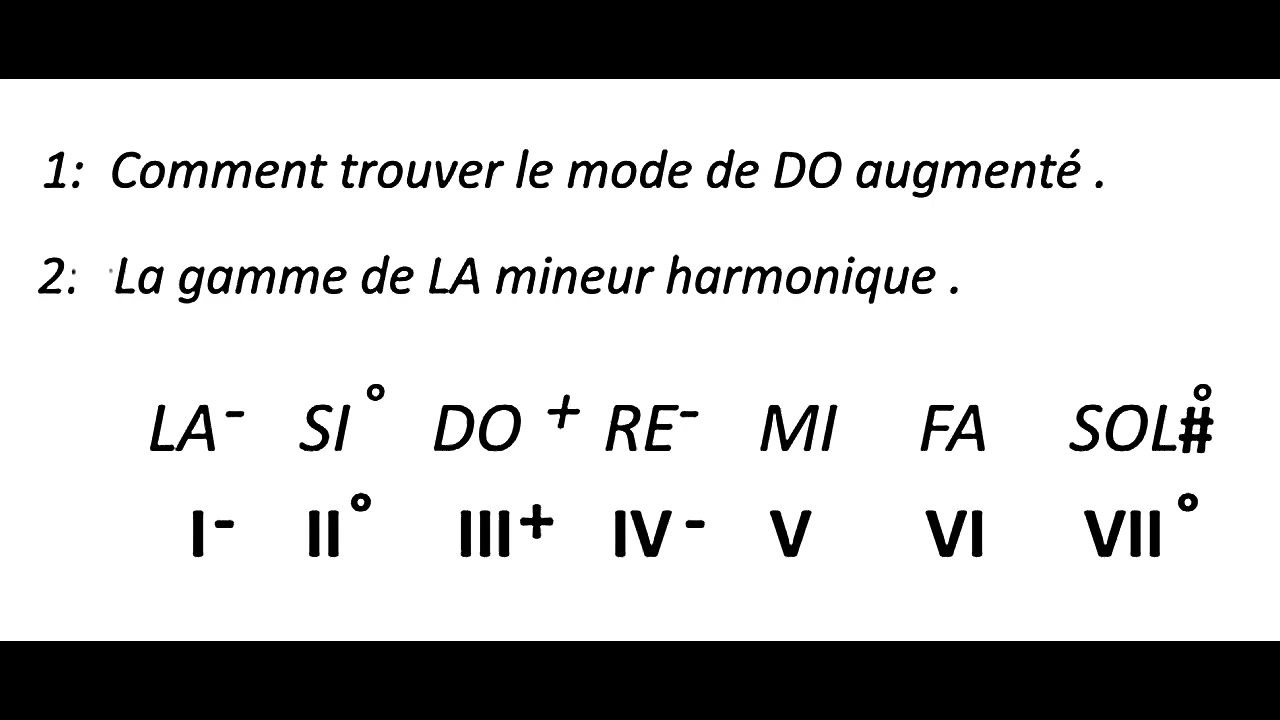 1: Comment trouver le mode de DO augmenté .
2: La gamme de LA mineur harmonique .
LA- SI° DO + RE- MI FA SOL#°
I- II° III+ IV- V VI VII°